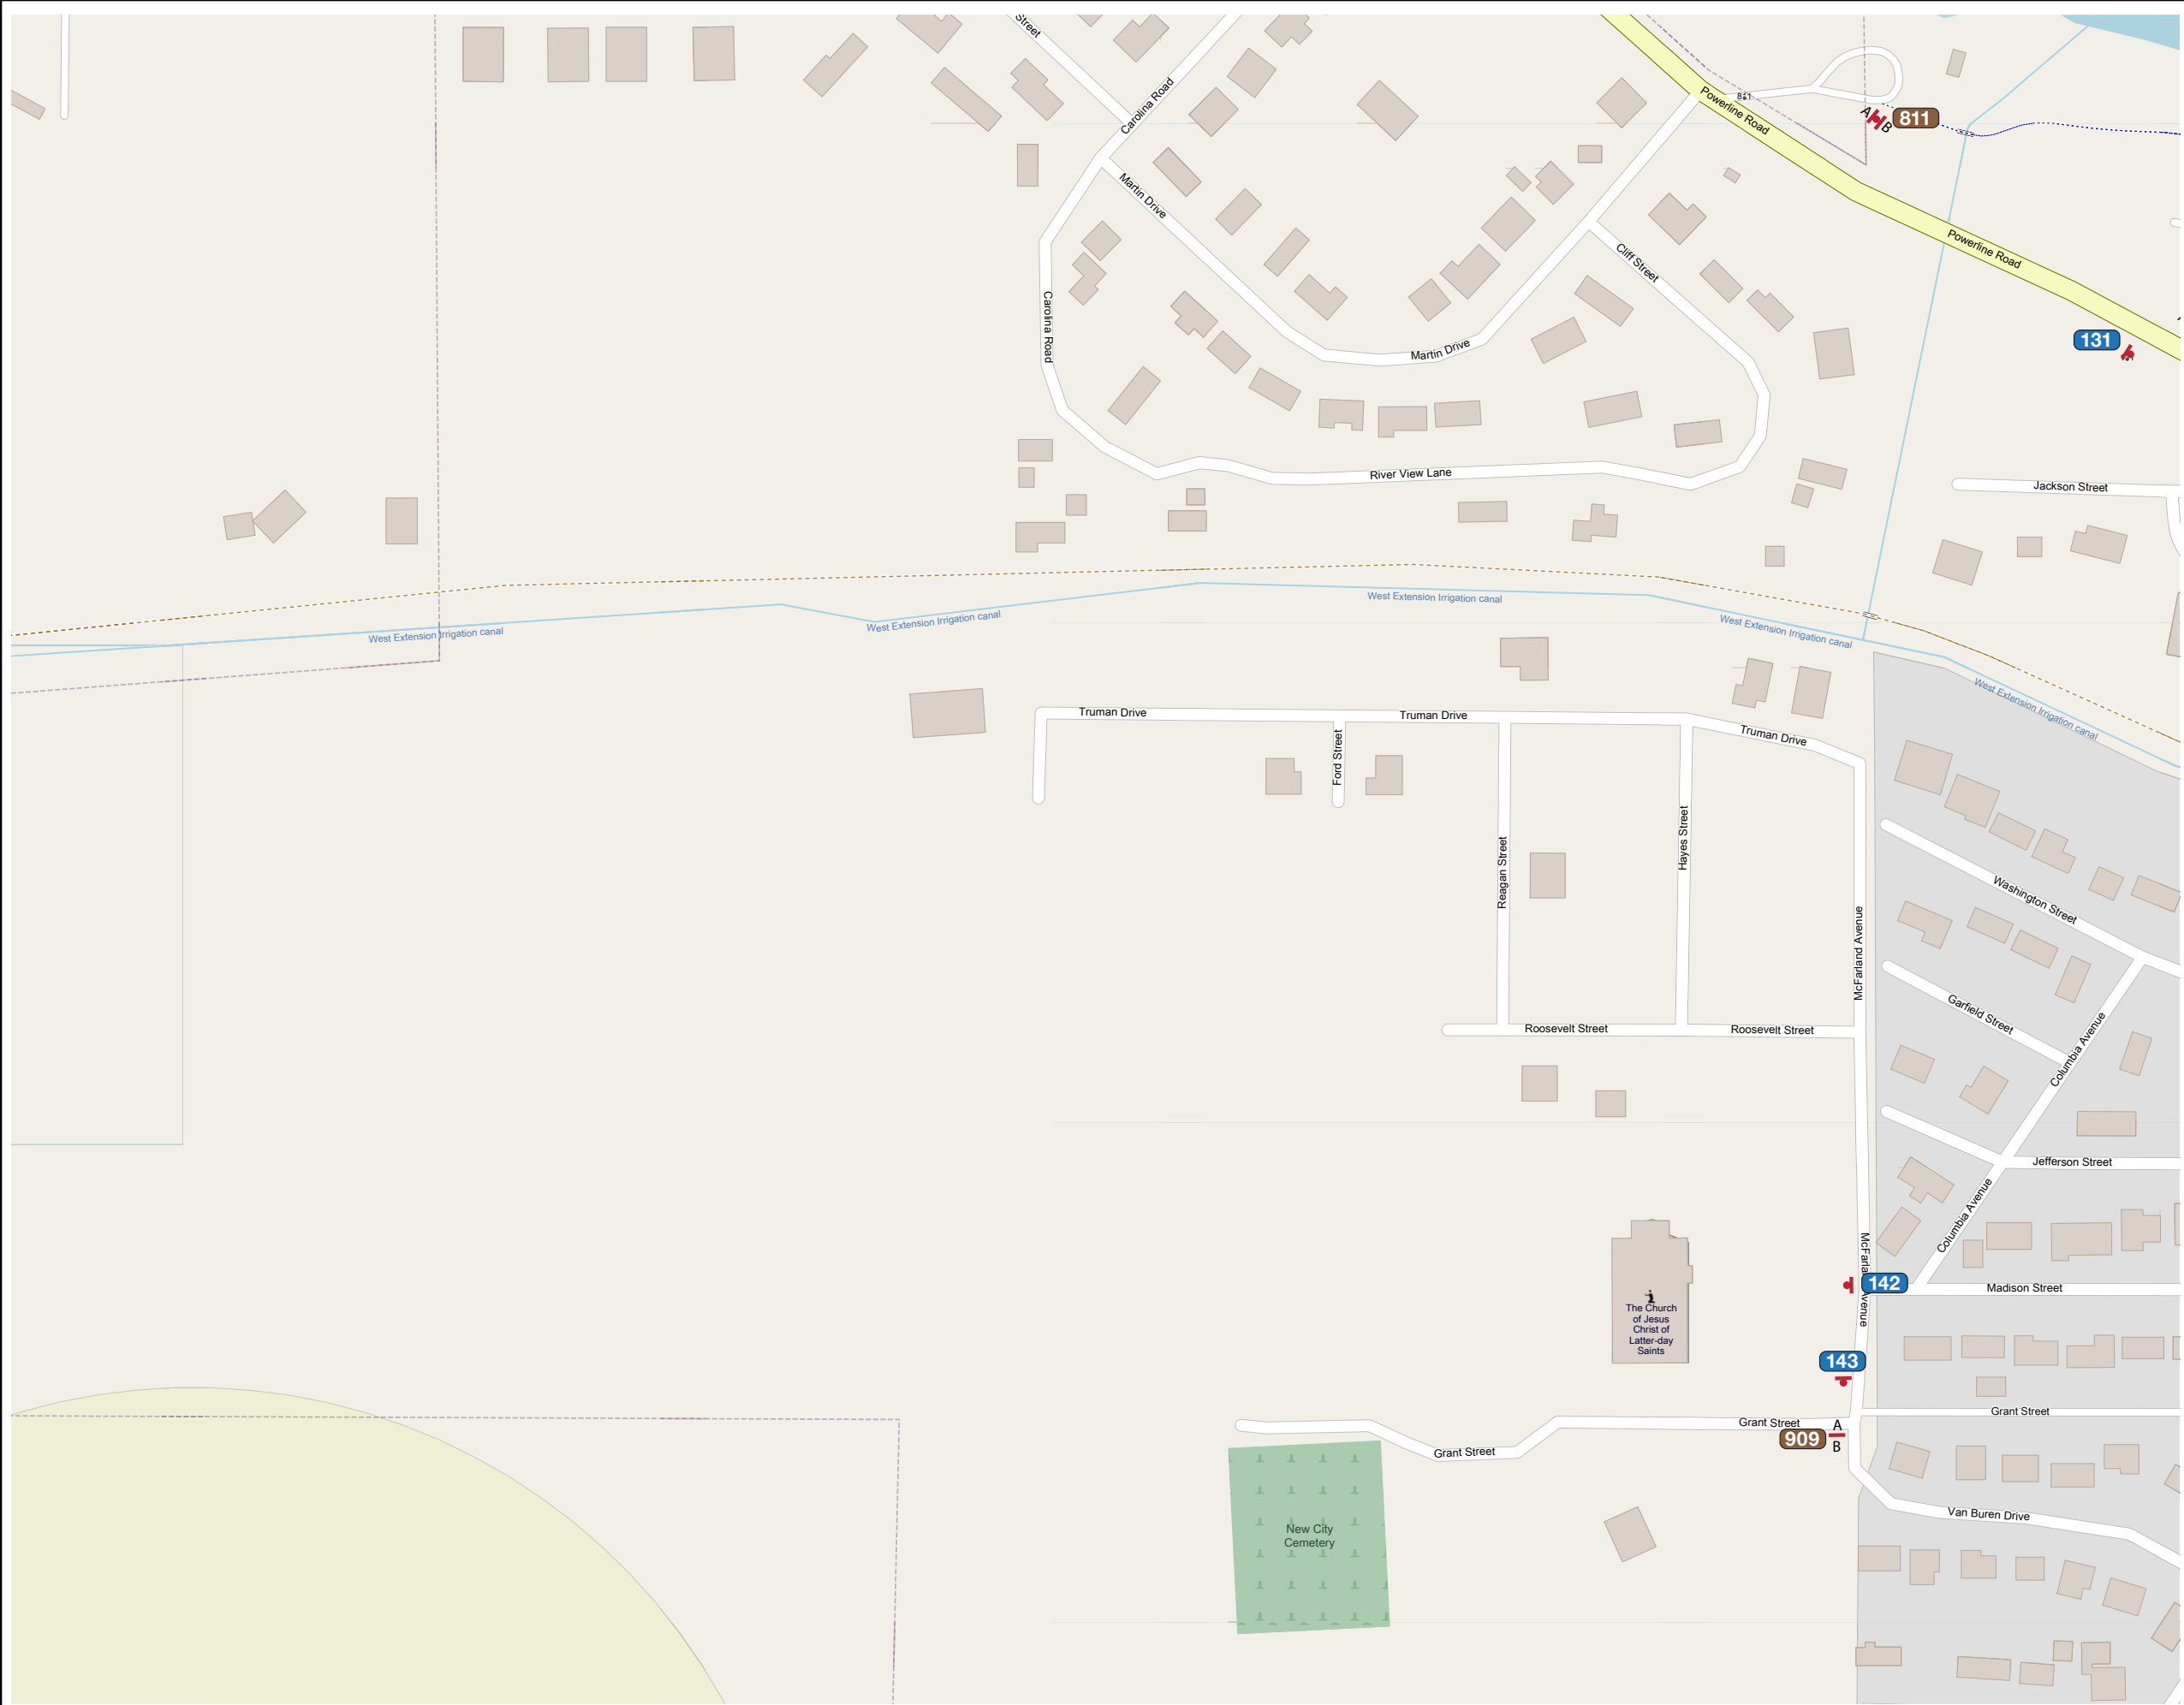 Street
Carolina Road
Powerline Road
811
A
B
811
Martin Drive
Powerline Road
Cliff Street
Carolina Road
131
Martin Drive
River View Lane
Jackson Street
West Extension Irrigation canal
West Extension Irrigation canal
West Extension Irrigation canal
West Extension Irrigation canal
West Extension Irrigation canal
Truman Drive
Truman Drive
Truman Drive
Ford Street
Reagan Street
Hayes Street
McFarland Avenue
Washington Street
Garfield Street
Columbia Avenue
Roosevelt Street
Roosevelt Street
Jefferson Street
Columbia Avenue
McFarland Avenue
142
Madison Street
The Church
of Jesus
Christ of
Latter-day
Saints
143
Grant Street
Grant Street
Grant Street
A
909
B
Van Buren Drive
New City
Cemetery